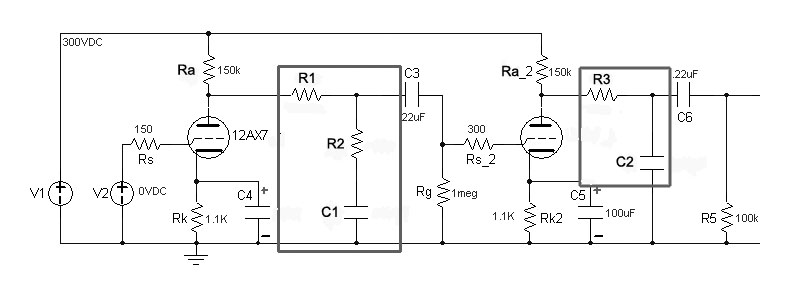 300VDC
Ra
150k
R1
C3
22uF
Ra_2
150k
R3
.22uF
C6
150
Rs
12AX7
R2
300
Rs_2
C2
V1
V2
0VDC
Rk
1.1K
C4
+
-
C1
Rg
1meg
1.1K
Rk2
C5
+
100uF
-
R5
100k